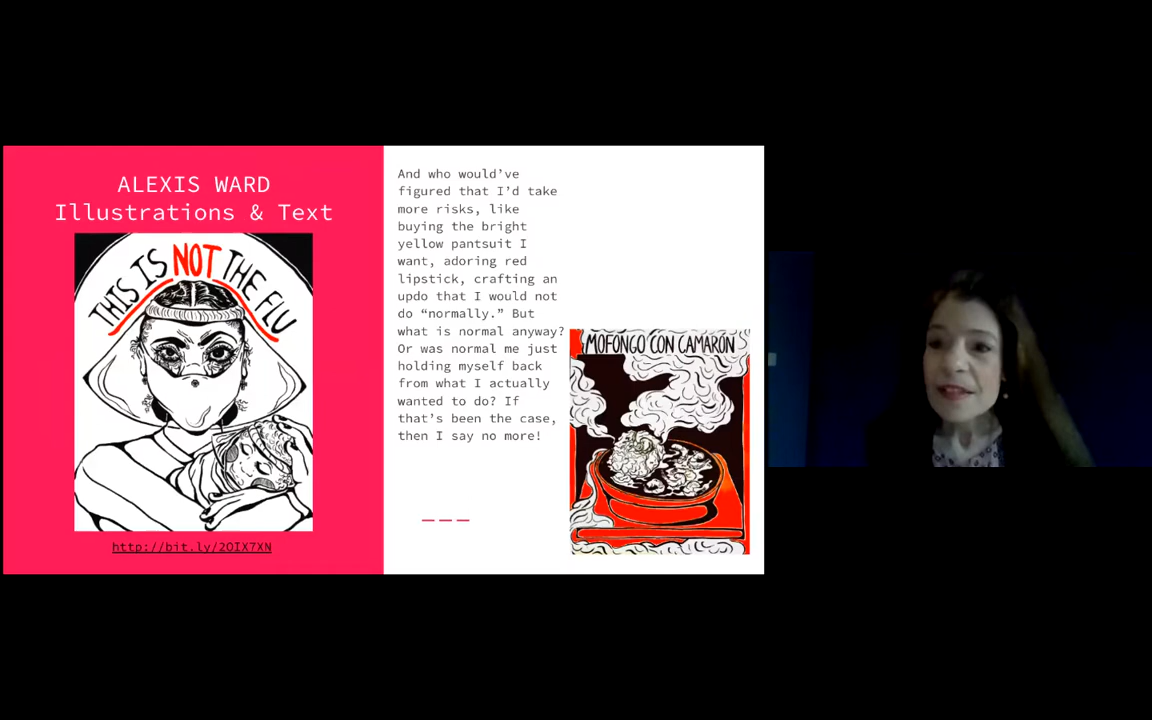 ALEXIS WARD
Illustrations & Text
THIS IS NOT THE FLU
http://bit.ly/2OIX7XN
And who would’ve
figured that I’d take
more risks, like
buying the bright
yellow pantsuit I
want, adoring red
lipstick, crafting an
updo that I would not
do “normally.” But
what is normal anyway?
Or was normal me just
holding myself back
from what I actually
wanted to do? If
that’s been the case,
then I say no more!
MOFONGO CON CAMARÓN